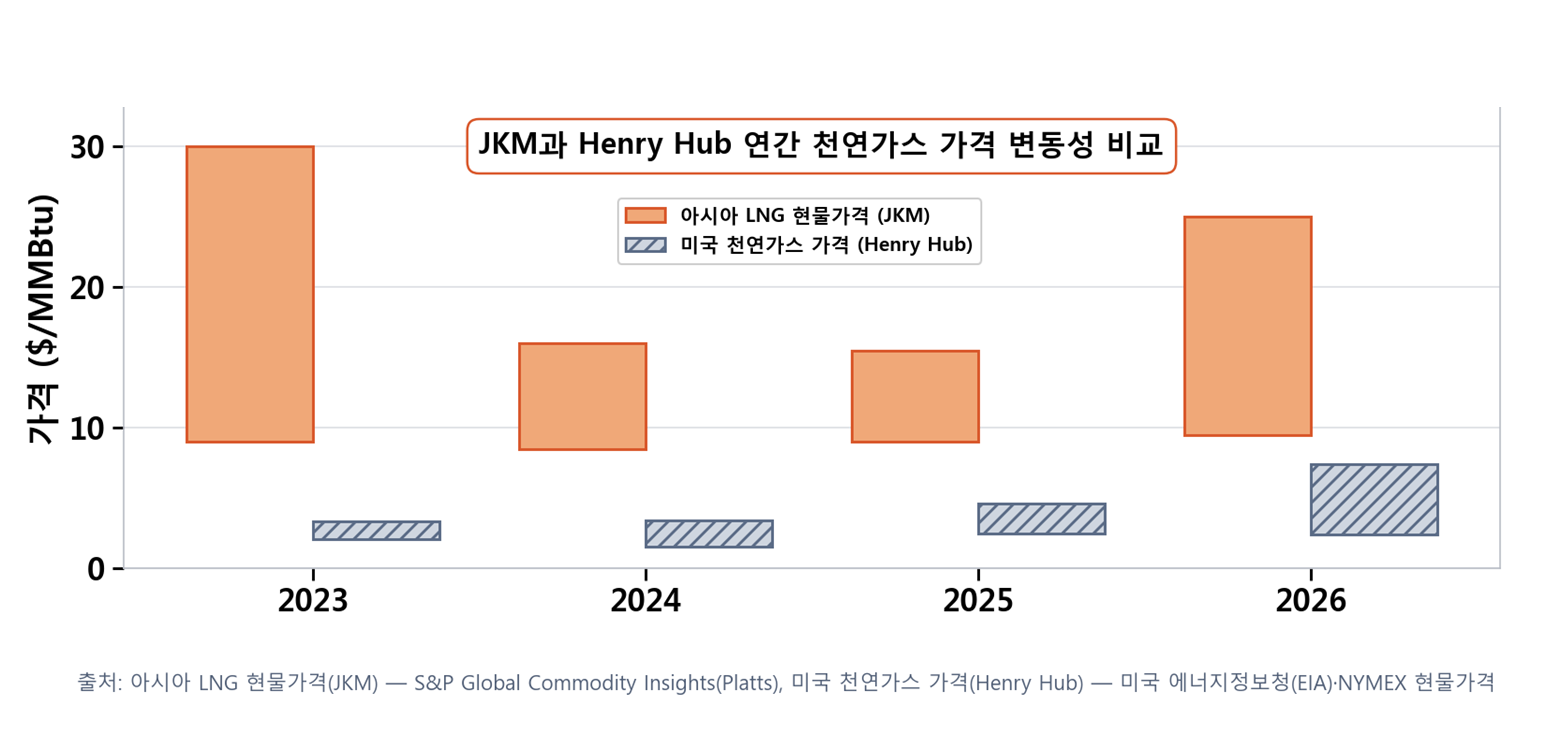 JKM과 Henry Hub 연간 천연가스 가격 변동성 비교
아시아 LNG 현물가격 (JKM)
미국 천연가스 가격 (Henry Hub)
가격 ($/MMBtu)
30
20
10
0
2023
2024
2025
2026
출처: 아시아 LNG 현물가격(JKM) — S&P Global Commodity Insights(Platts), 미국 천연가스 가격(Henry Hub) — 미국 에너지정보청(EIA)·NYMEX 현물가격